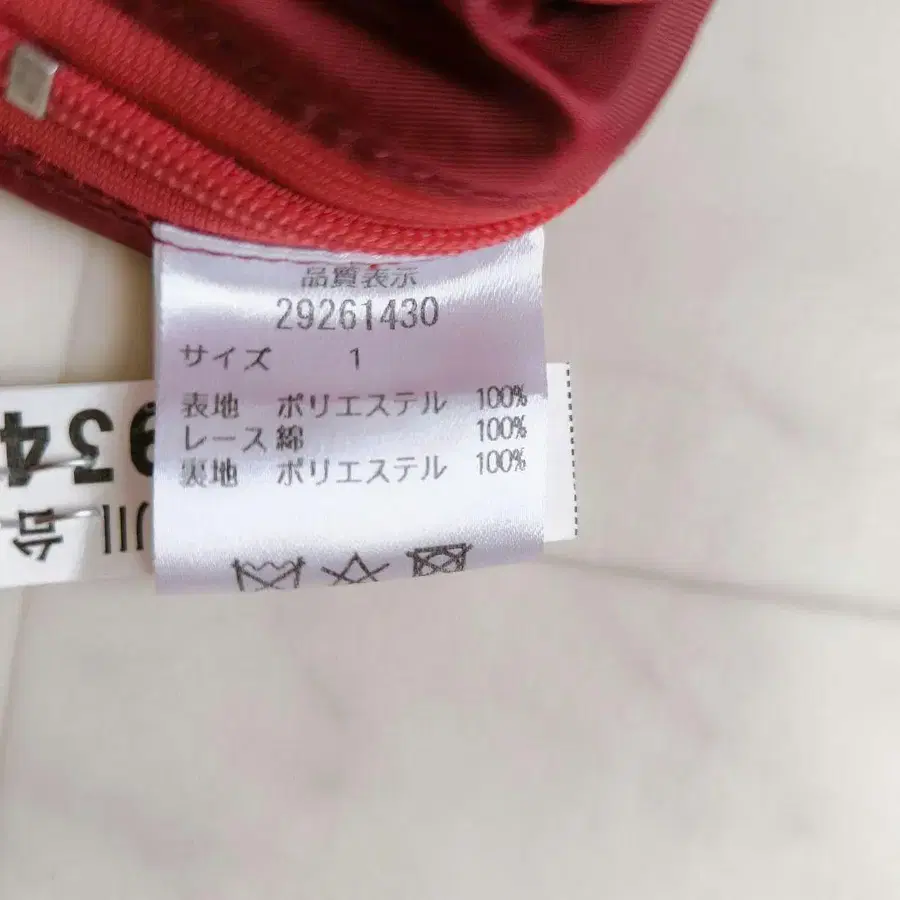 品質表示
29261430
サイズ 1
表地 ポリエステル 100%
レース 綿 100%
裏地 ポリエステル 100%
934